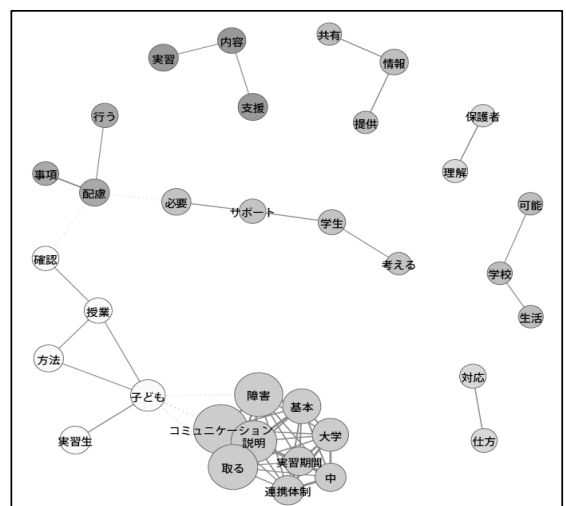 共有
内容
実習
情報
支援
行う
保護者
提供
事項
理解
配慮
必要
サポート
可能
学生
確認
考える
学校
授業
生活
方法
対応
子ども
障害
基本
コミュニケーション
大学
実習生
説明
仕方
実習期間
取る
中
連携体制